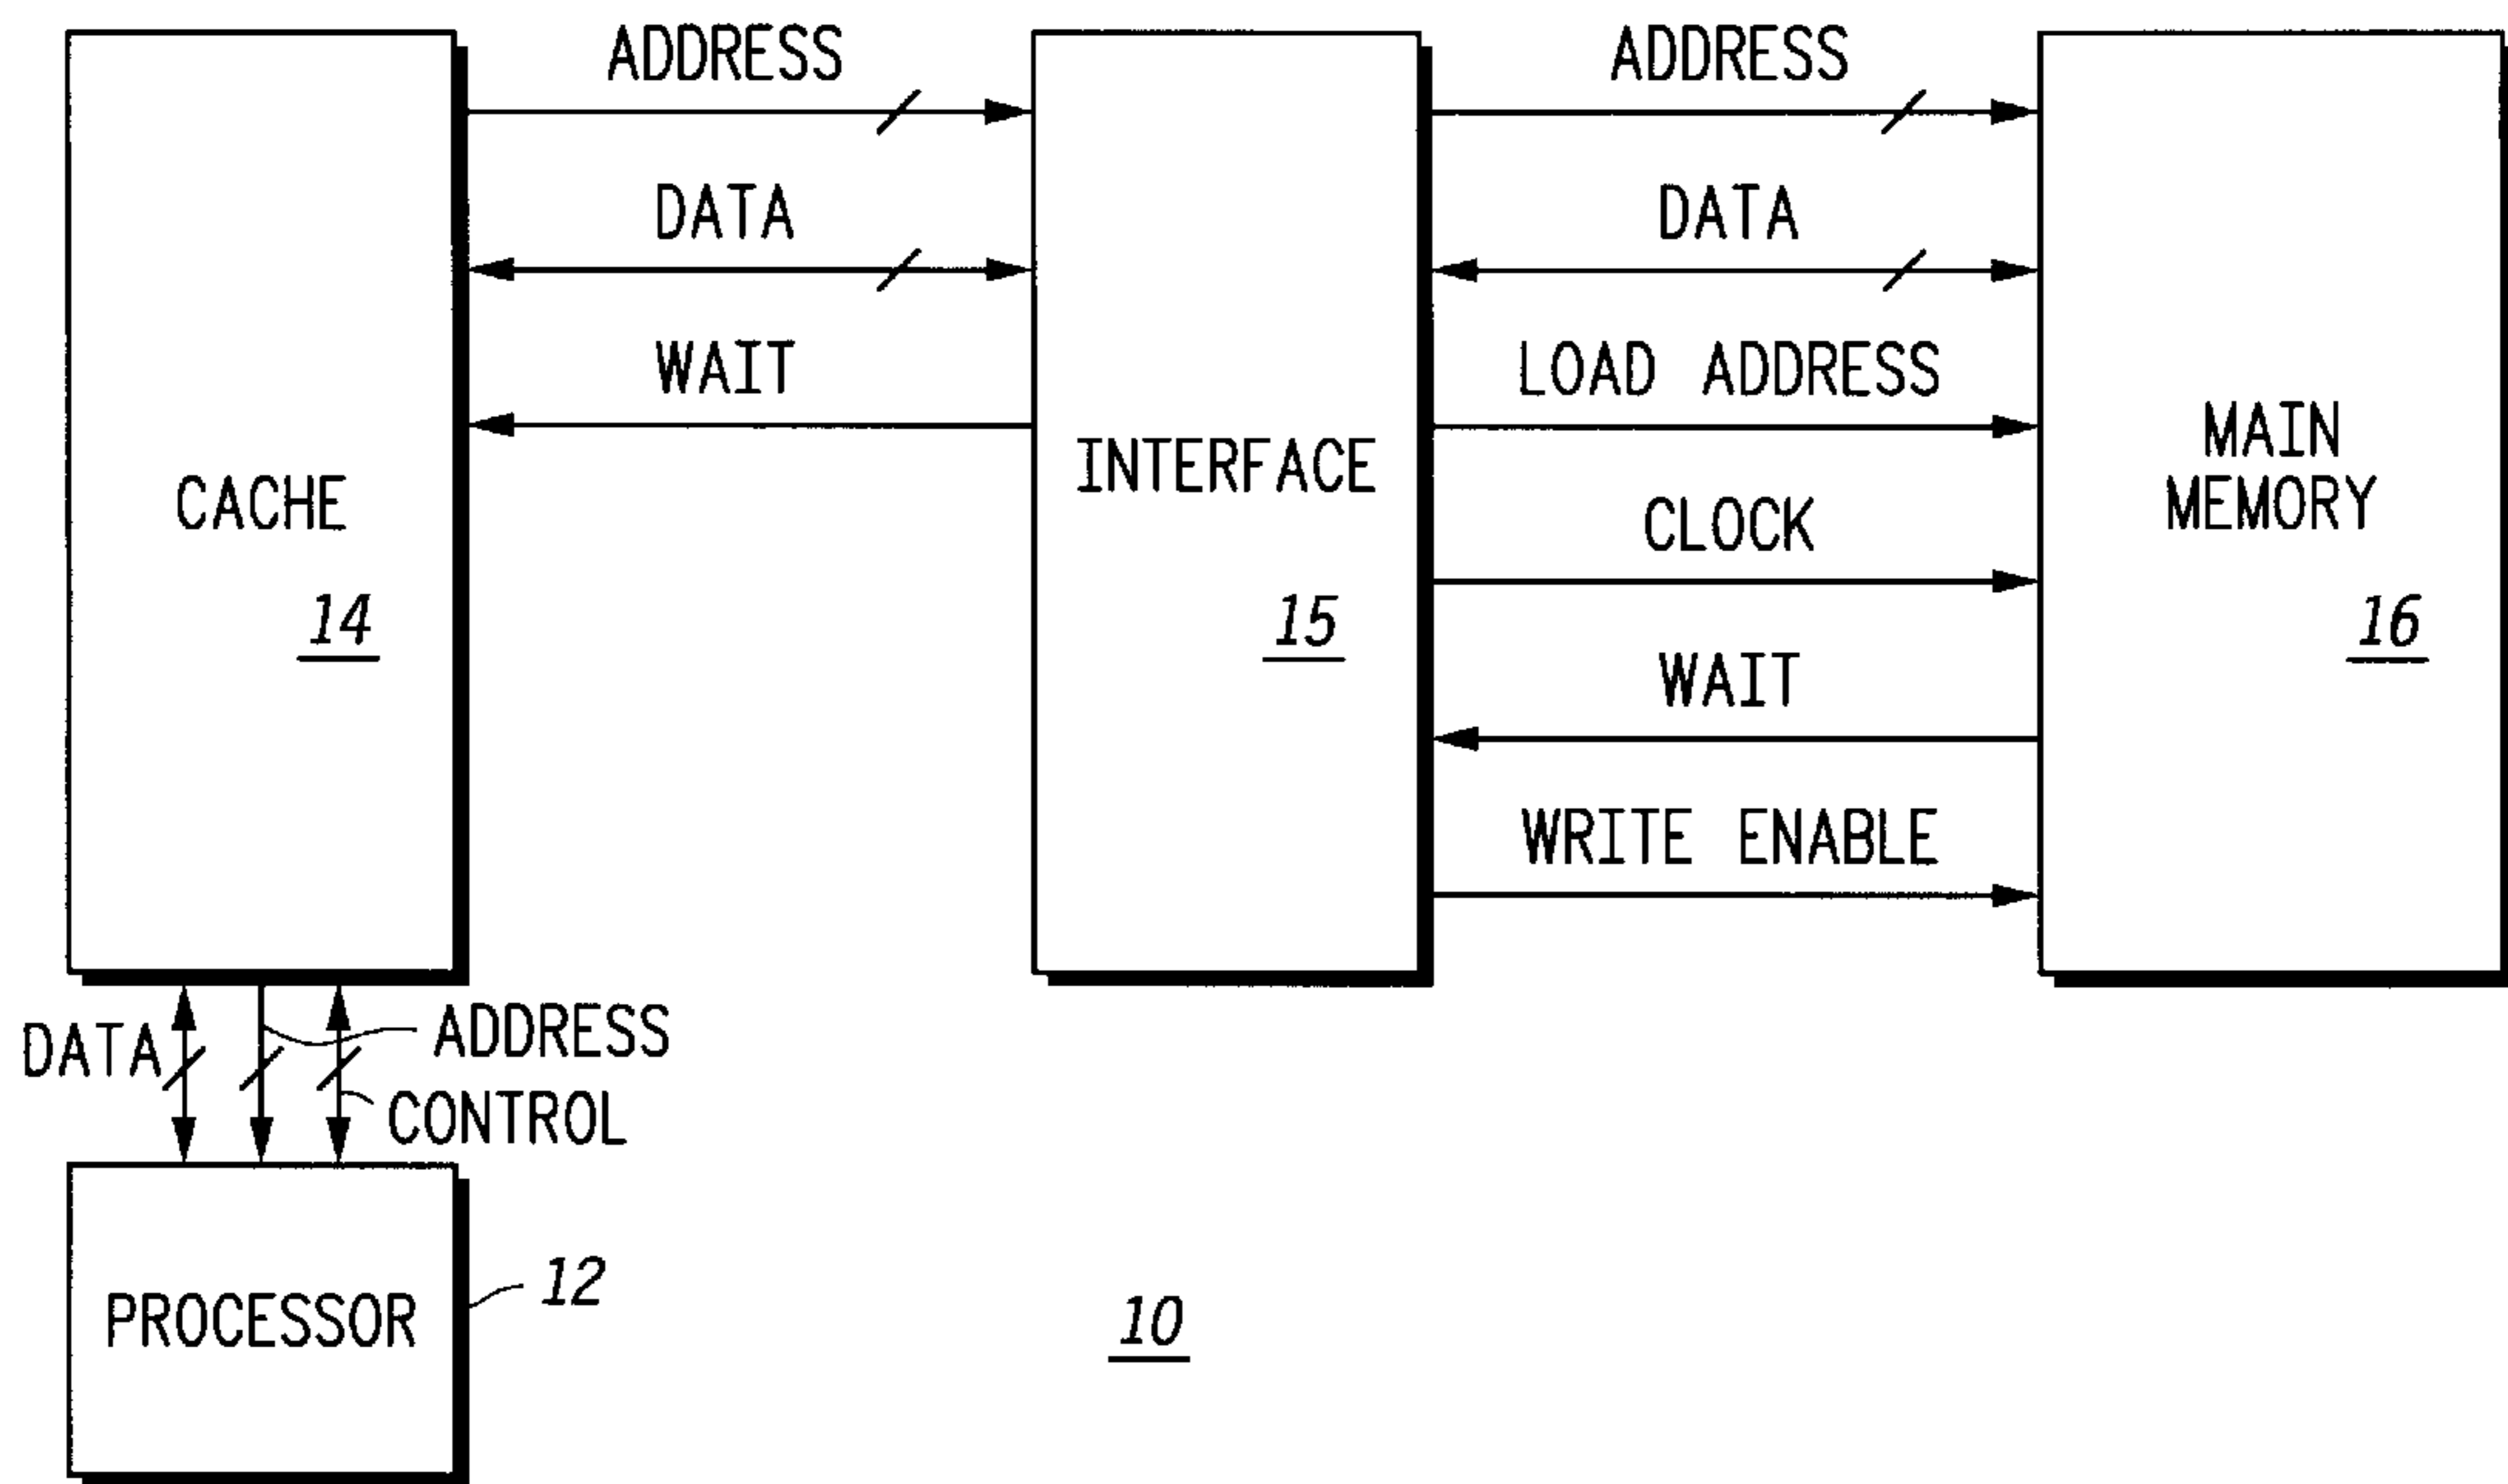 ADDRESS
DATA
WAIT
CACHE
14
INTERFACE
15
ADDRESS
DATA
LOAD ADDRESS
CLOCK
WAIT
WRITE ENABLE
MAIN
MEMORY
16
DATA
ADDRESS
CONTROL
PROCESSOR
12
10